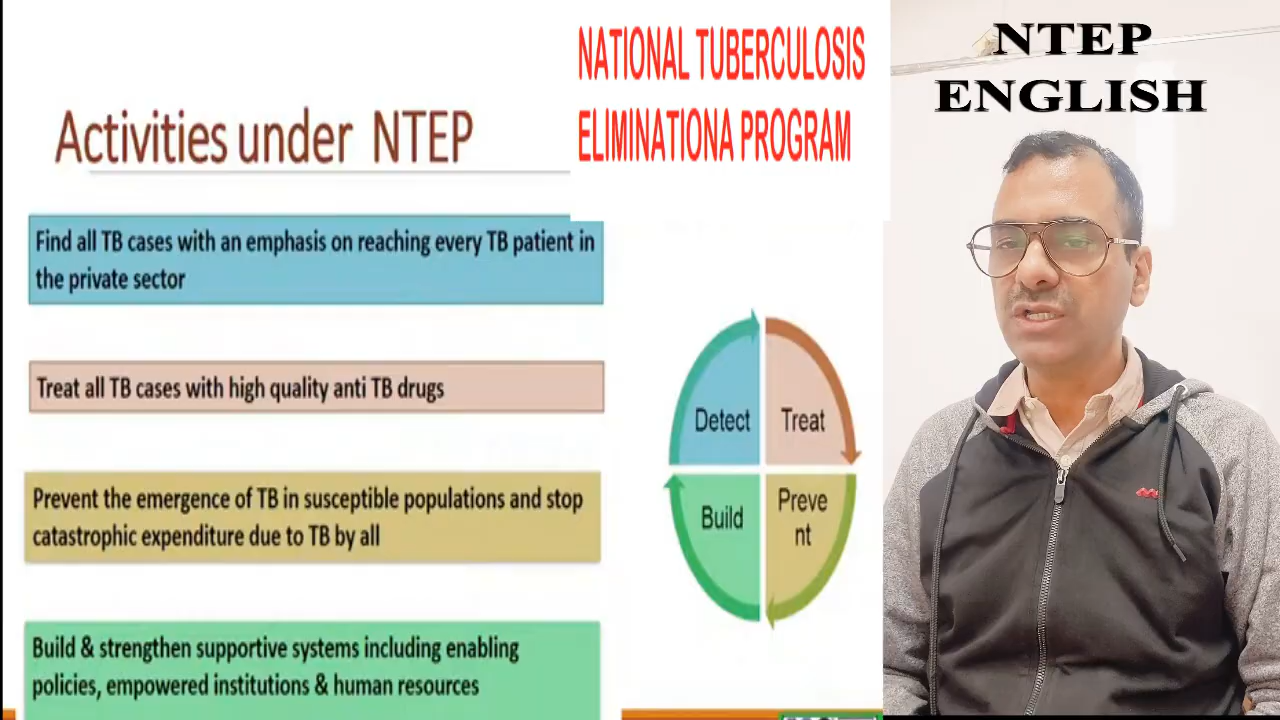 NATIONAL TUBERCULOSIS
ELIMINATIONA PROGRAM
NTEP
ENGLISH
Activities under NTEP
Find all TB cases with an emphasis on reaching every TB patient in
the private sector
Treat all TB cases with high quality anti TB drugs
Prevent the emergence of TB in susceptible populations and stop
catastrophic expenditure due to TB by all
Build & strengthen supportive systems including enabling
policies, empowered institutions & human resources
Detect
Treat
Build
Preve
nt